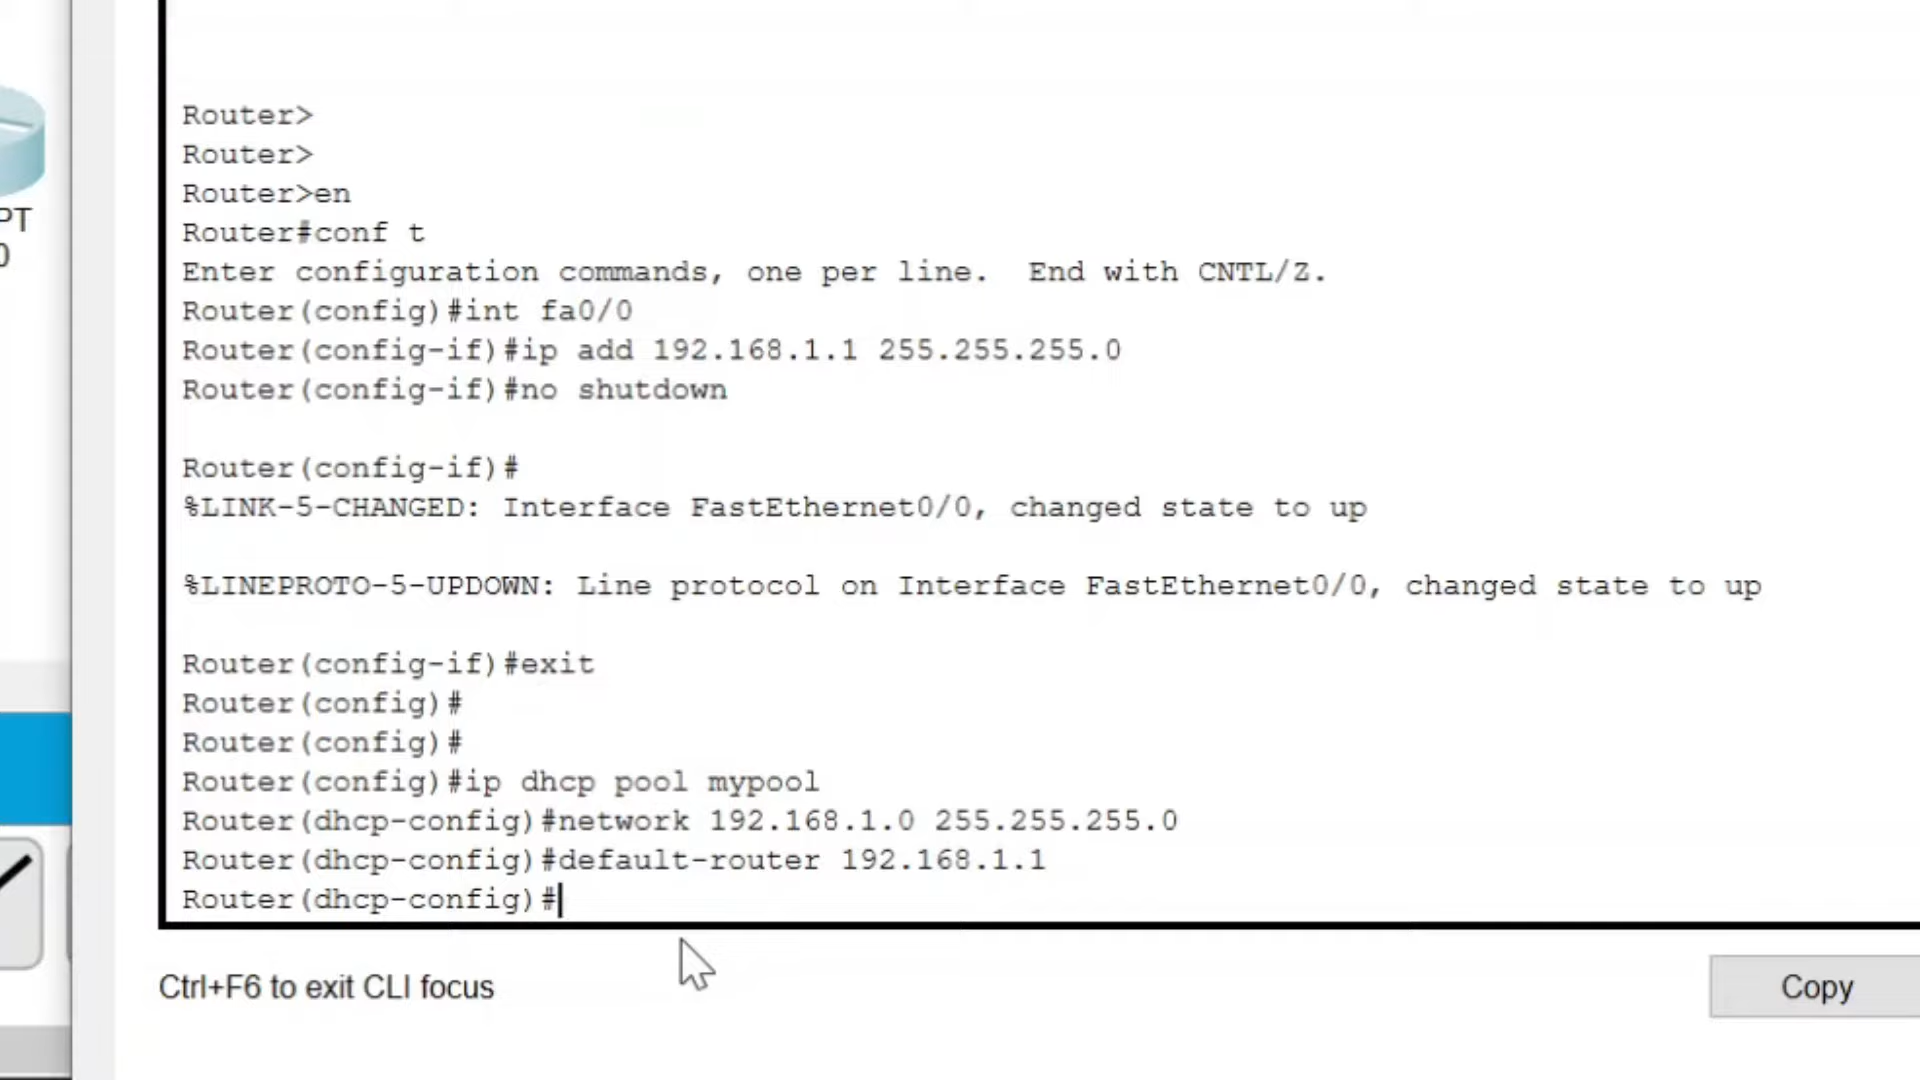 PT
0
Router>
Router>
Router>en
Router#conf t
Enter configuration commands, one per line.  End with CNTL/Z.
Router(config)#int fa0/0
Router(config-if)#ip add 192.168.1.1 255.255.255.0
Router(config-if)#no shutdown
Router(config-if)#
%LINK-5-CHANGED: Interface FastEthernet0/0, changed state to up
%LINEPROTO-5-UPDOWN: Line protocol on Interface FastEthernet0/0, changed state to up
Router(config-if)#exit
Router(config)#
Router(config)#
Router(config)#ip dhcp pool mypool
Router(dhcp-config)#network 192.168.1.0 255.255.255.0
Router(dhcp-config)#default-router 192.168.1.1
Router(dhcp-config)#
Ctrl+F6 to exit CLI focus
Copy